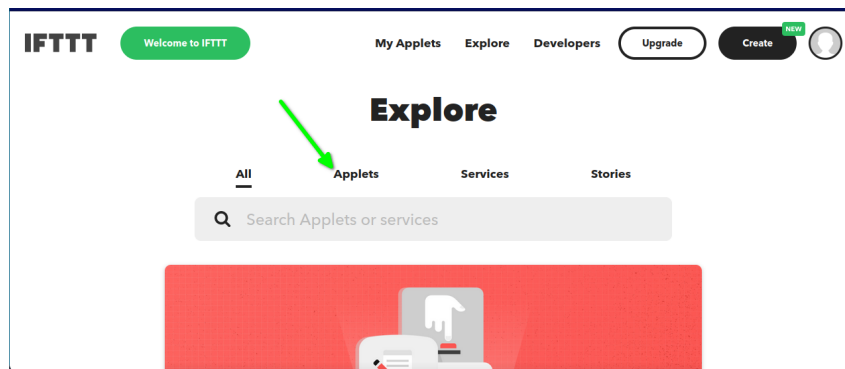 IFTTT Welcome to IFTTT My Applets Explore Developers Upgrade Create NEW
Explore
All Applets Services Stories
Search Applets or services